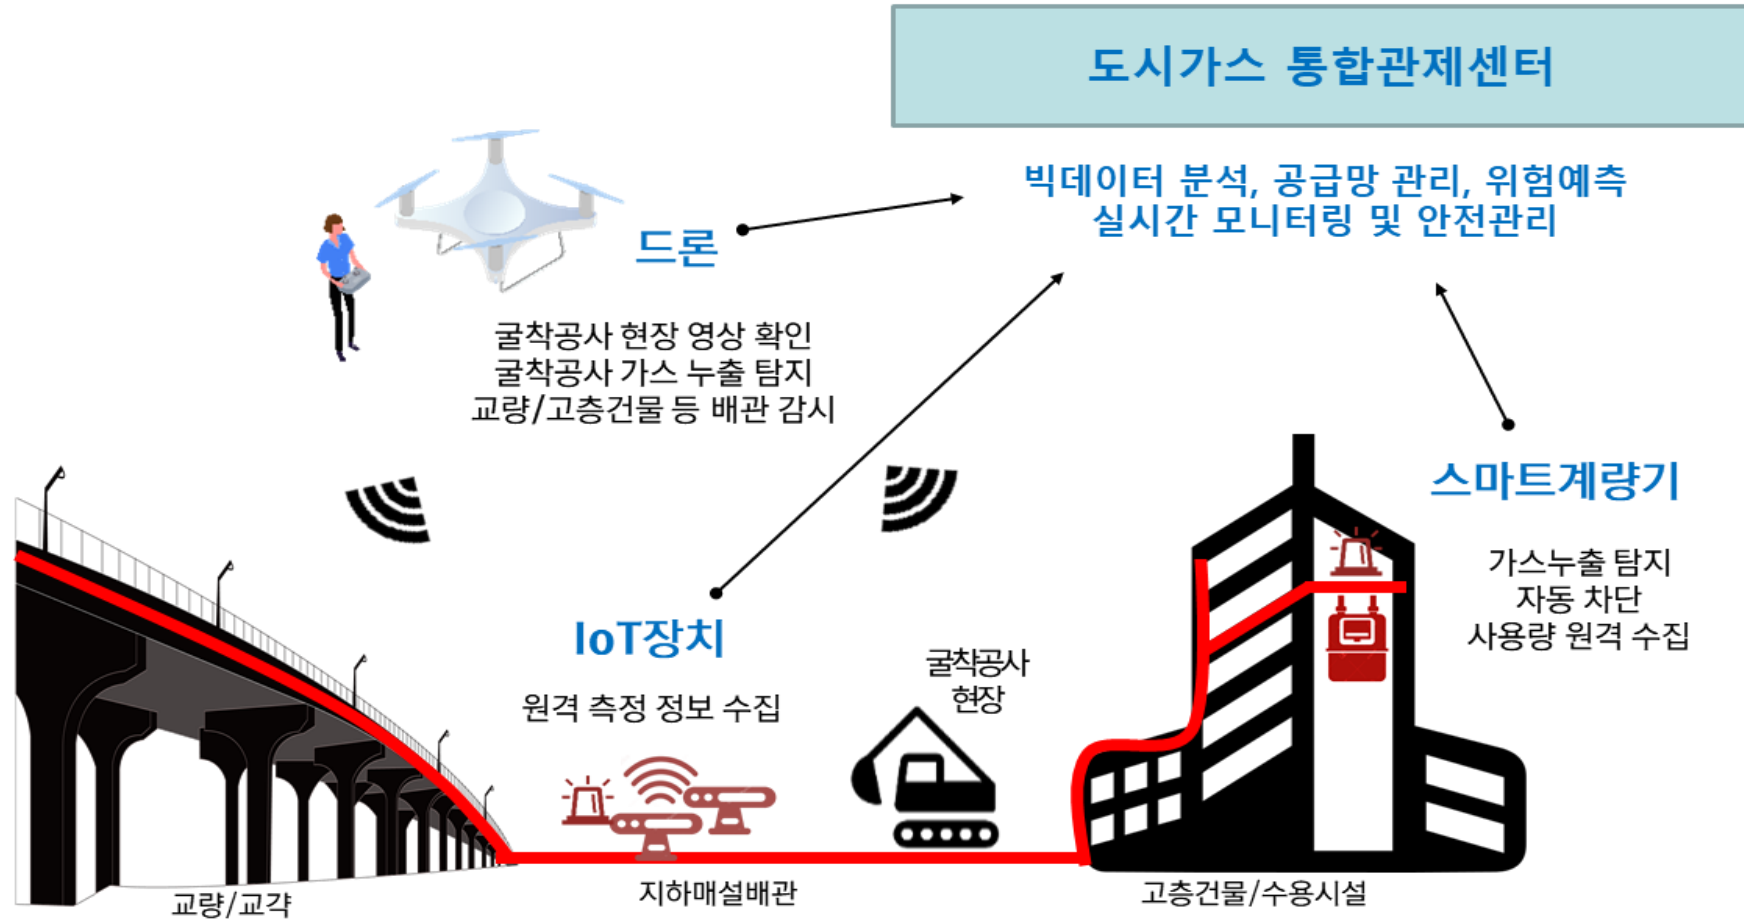 도시가스 통합관제센터
빅데이터 분석, 공급망 관리, 위험예측
실시간 모니터링 및 안전관리
드론
굴착공사 현장 영상 확인
굴착공사 가스 누출 탐지
교량/고층건물 등 배관 감시
스마트계량기
가스누출 탐지
자동 차단
사용량 원격 수집
IoT장치
원격 측정 정보 수집
굴착공사
현장
교량/교각
지하매설배관
고층건물/수용시설